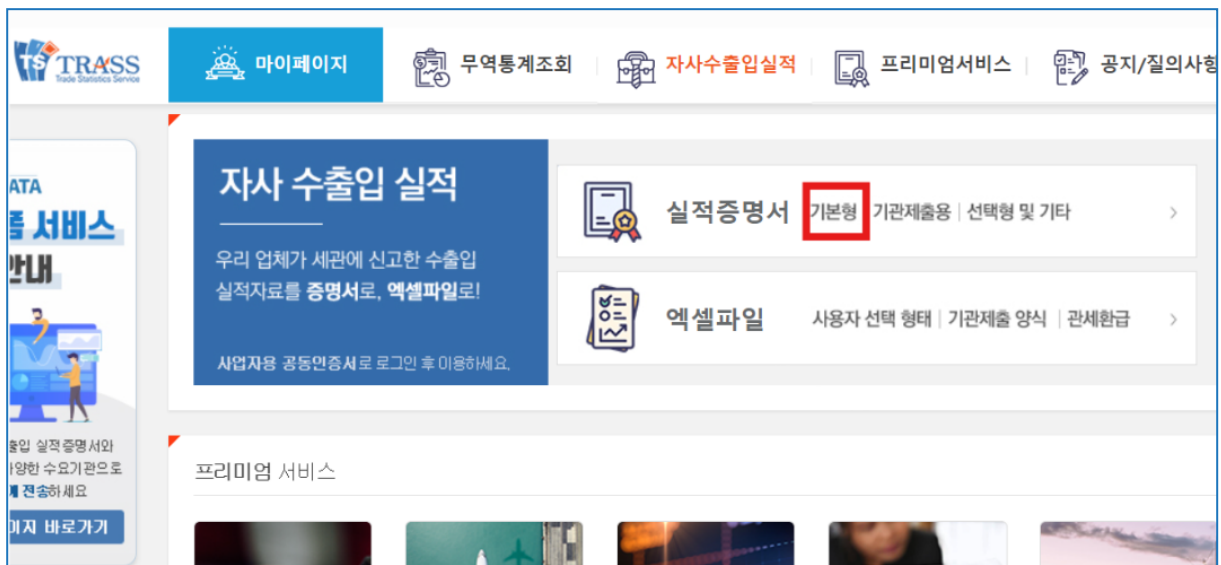 TS TRASS
Trade Statistics Service
마이페이지
무역통계조회
자사수출입실적
프리미엄서비스
공지/질의사항
ATA
서비스
안내
출입 실적증명서와
양한 수요기관으로
전송하세요
이지 바로가기
자사 수출입 실적
우리 업체가 세관에 신고한 수출입
실적자료를 증명서로, 엑셀파일로!
사업자용 공동인증서로 로그인 후 이용하세요.
실적증명서 기본형 기관제출용 | 선택형 및 기타
엑셀파일 사용자 선택 형태 | 기관제출 양식 | 관세환급
프리미엄 서비스